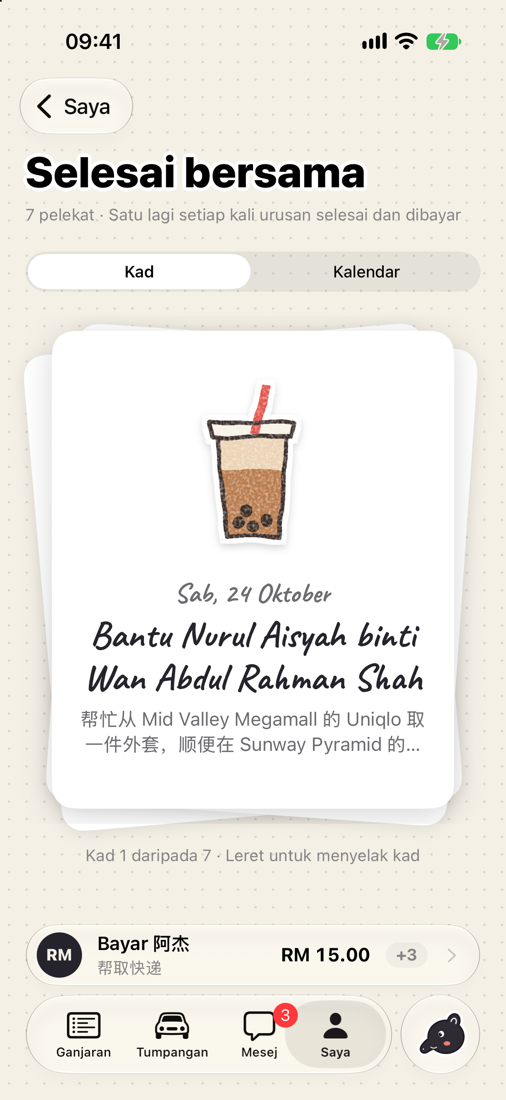 09:41
Saya
Selesai bersama
7 pelekat · Satu lagi setiap kali urusan selesai dan dibayar
Kad
Kalendar
Sab, 24 Oktober
Bantu Nurul Aisyah binti
Wan Abdul Rahman Shah
帮忙从 Mid Valley Megamall 的 Uniqlo 取
一件外套，顺便在 Sunway Pyramid 的...
Kad 1 daripada 7 · Leret untuk menyelak kad
RM
Bayar 阿杰
帮取快递
RM 15.00
+3
Ganjaran
Tumpangan
Mesej
3
Saya